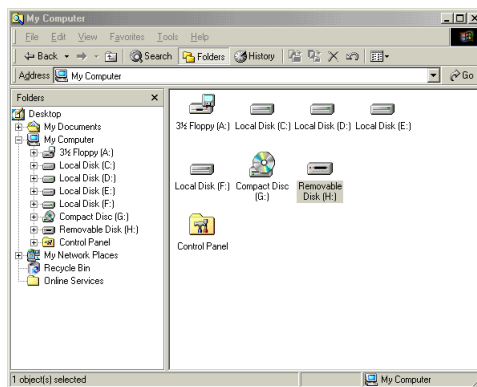 My Computer
File Edit View Favorites Tools Help
Back Search Folders History
Address My Computer Go
Folders
Desktop
My Documents
My Computer
3½ Floppy (A:)
Local Disk (C:)
Local Disk (D:)
Local Disk (E:)
Local Disk (F:)
Compact Disc (G:)
Removable Disk (H:)
Control Panel
My Network Places
Recycle Bin
Online Services
3½ Floppy (A:) Local Disk (C:) Local Disk (D:) Local Disk (E:)
Local Disk (F:) Compact Disc (G:) Removable Disk (H:)
Control Panel
1 object(s) selected My Computer